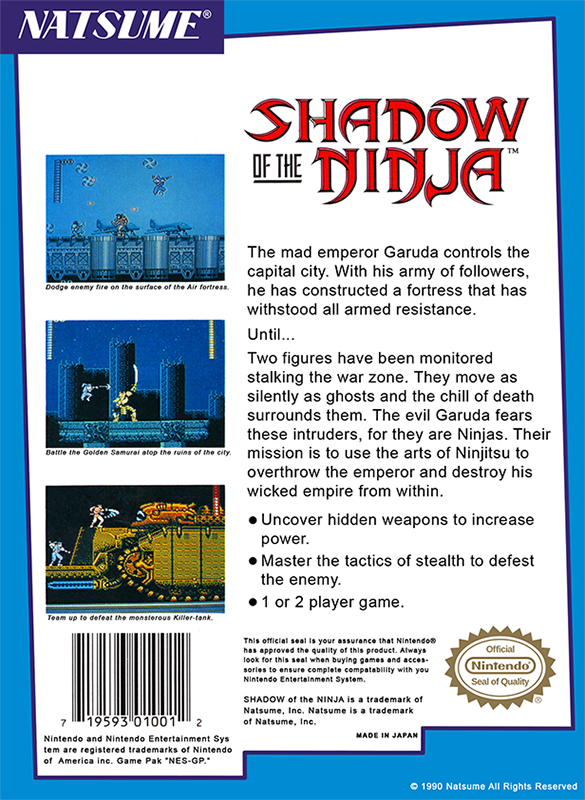 NATSUME®
SHADOW
OF THE
NINJA™
Dodge enemy fire on the surface of the Air fortress.
Battle the Golden Samurai atop the ruins of the city.
Team up to defeat the monsterous Killer-tank.
The mad emperor Garuda controls the
capital city. With his army of followers,
he has constructed a fortress that has
withstood all armed resistance.
Until...
Two figures have been monitored
stalking the war zone. They move as
silently as ghosts and the chill of death
surrounds them. The evil Garuda fears
these intruders, for they are Ninjas. Their
mission is to use the arts of Ninjitsu to
overthrow the emperor and destroy his
wicked empire from within.
● Uncover hidden weapons to increase
power.
● Master the tactics of stealth to defest
the enemy.
● 1 or 2 player game.
7 19593 01001 2
Nintendo and Nintendo Entertainment Sys
tem are registered trademarks of Nintendo
of America inc. Game Pak "NES-GP."
This official seal is your assurance that Nintendo®
has approved the quality of this product. Always
look for this seal when buying games and acces-
sories to ensure complete compatability with you
Nintendo Entertainment System.
SHADOW of the NINJA is a trademark of
Natsume, Inc. Natsume is a trademark
of Natsume, Inc.
MADE IN JAPAN
Official
Nintendo®
Seal of Quality
®
© 1990 Natsume All Rights Reserved